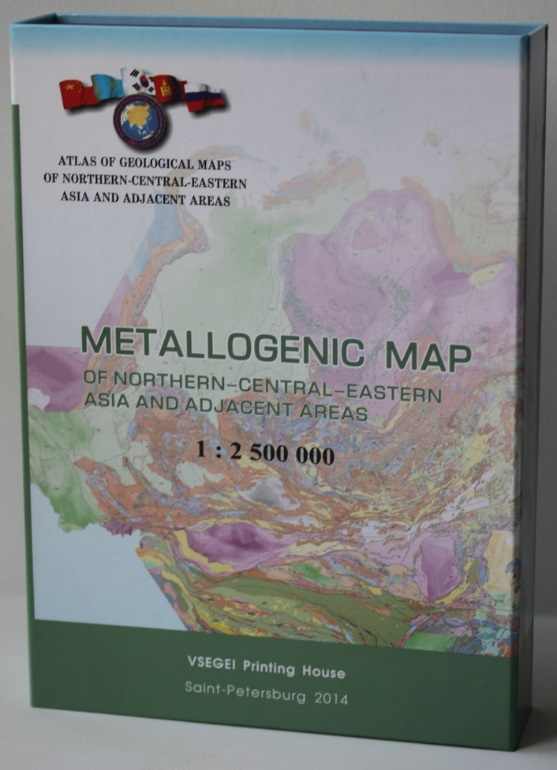 ATLAS OF GEOLOGICAL MAPS
OF NORTHERN-CENTRAL-EASTERN
ASIA AND ADJACENT AREAS
METALLOGENIC MAP
OF NORTHERN-CENTRAL-EASTERN
ASIA AND ADJACENT AREAS
1 : 2 500 000
VSEGEI Printing House
Saint-Petersburg 2014